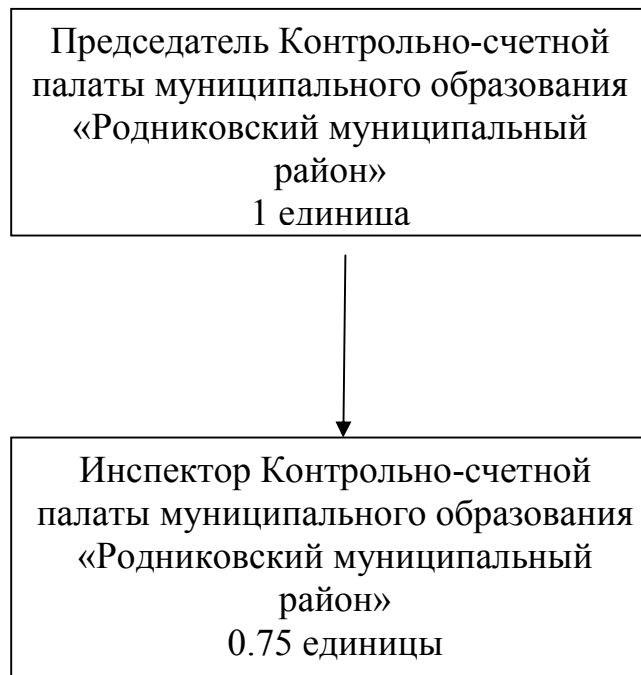 Председатель Контрольно-счетной
палаты муниципального образования
«Родниковский муниципальный
район»
1 единица
Инспектор Контрольно-счетной
палаты муниципального образования
«Родниковский муниципальный
район»
0.75 единицы